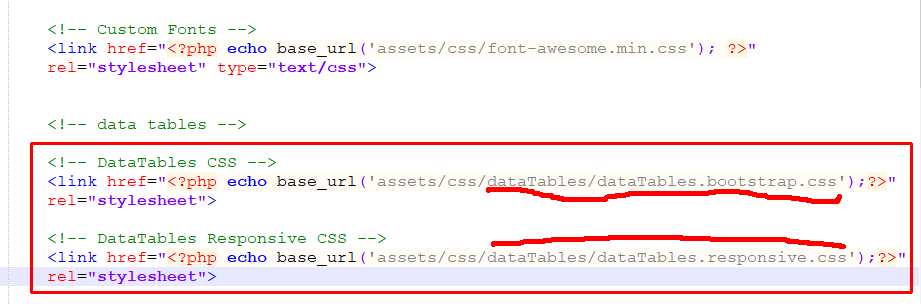 <!-- Custom Fonts -->
<link href="<?php echo base_url('assets/css/font-awesome.min.css'); ?>"
rel="stylesheet" type="text/css">
<!-- data tables -->
<!-- DataTables CSS -->
<link href="<?php echo base_url('assets/css/dataTables/dataTables.bootstrap.css');?>"
rel="stylesheet">
<!-- DataTables Responsive CSS -->
<link href="<?php echo base_url('assets/css/dataTables/dataTables.responsive.css');?>"
rel="stylesheet">